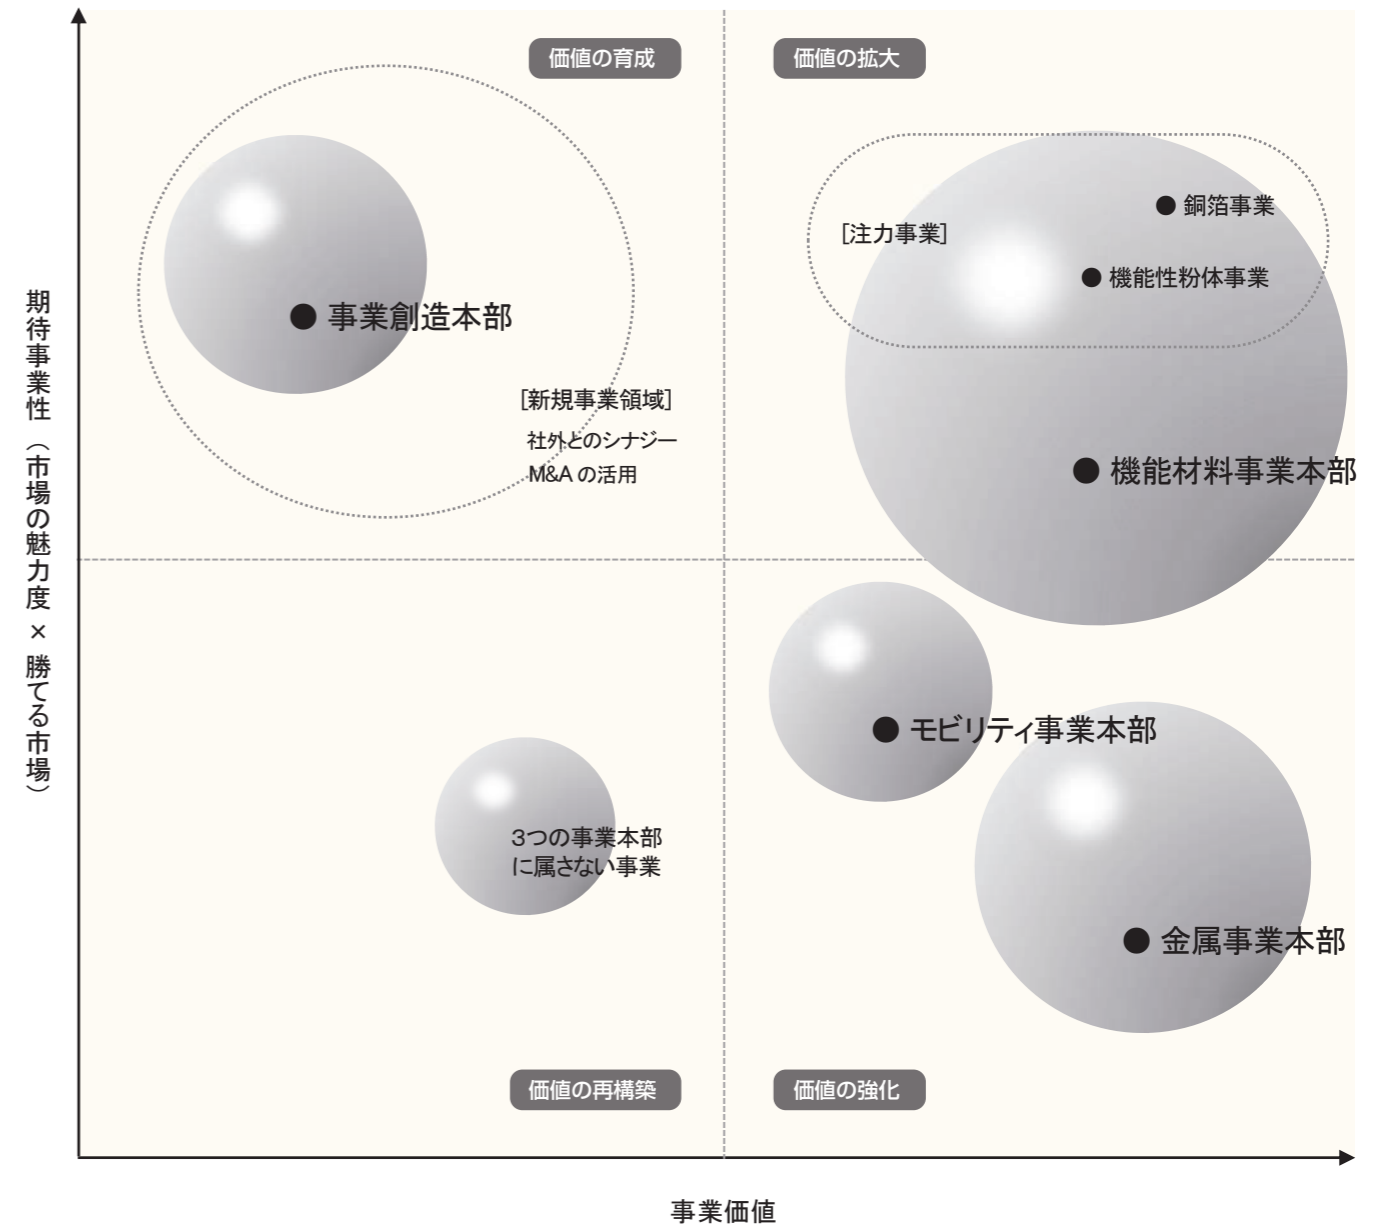 価値の育成
価値の拡大
銅箔事業
[注力事業]
機能性粉体事業
事業創造本部
[新規事業領域]
社外とのシナジー
M&Aの活用
機能材料事業本部
期待事業性（市場の魅力度×勝てる市場）
モビリティ事業本部
3つの事業本部
に属さない事業
金属事業本部
価値の再構築
価値の強化
事業価値